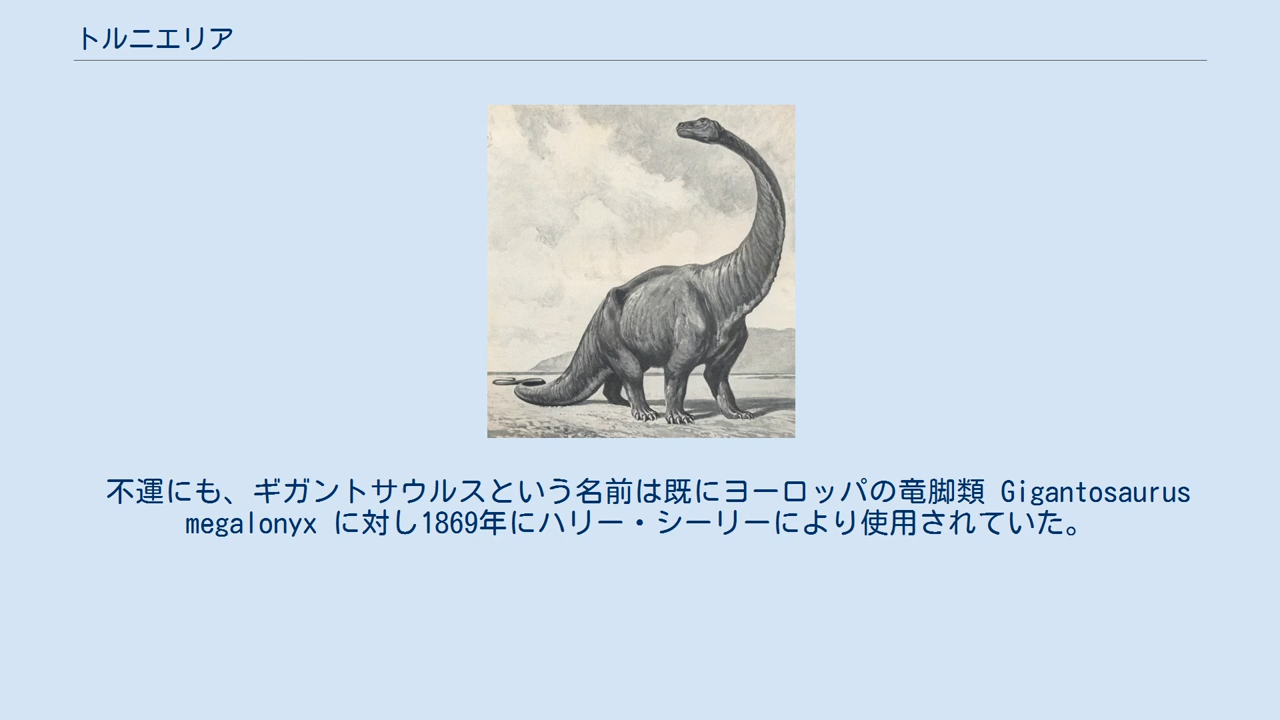 トルニエリア
不運にも、ギガントサウルスという名前は既にヨーロッパの竜脚類 Gigantosaurus
megalonyx に対し1869年にハリー・シーリーにより使用されていた。